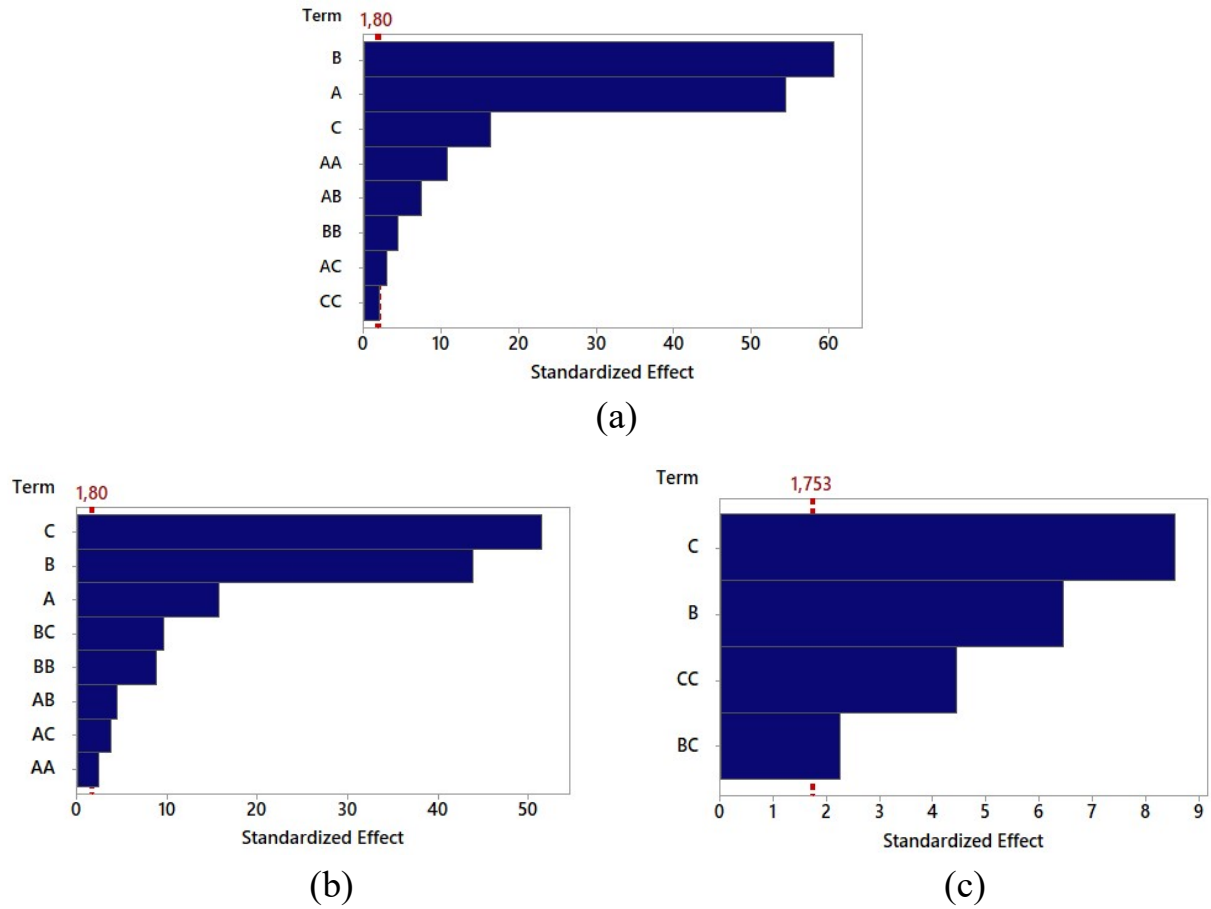 Term
1,80
B
A
C
AA
AB
BB
AC
CC
0 10 20 30 40 50 60
Standardized Effect
(a)
Term
1,80
C
B
A
BC
BB
AB
AC
AA
0 10 20 30 40 50
Standardized Effect
(b)
Term
1,753
C
B
CC
BC
0 1 2 3 4 5 6 7 8 9
Standardized Effect
(c)